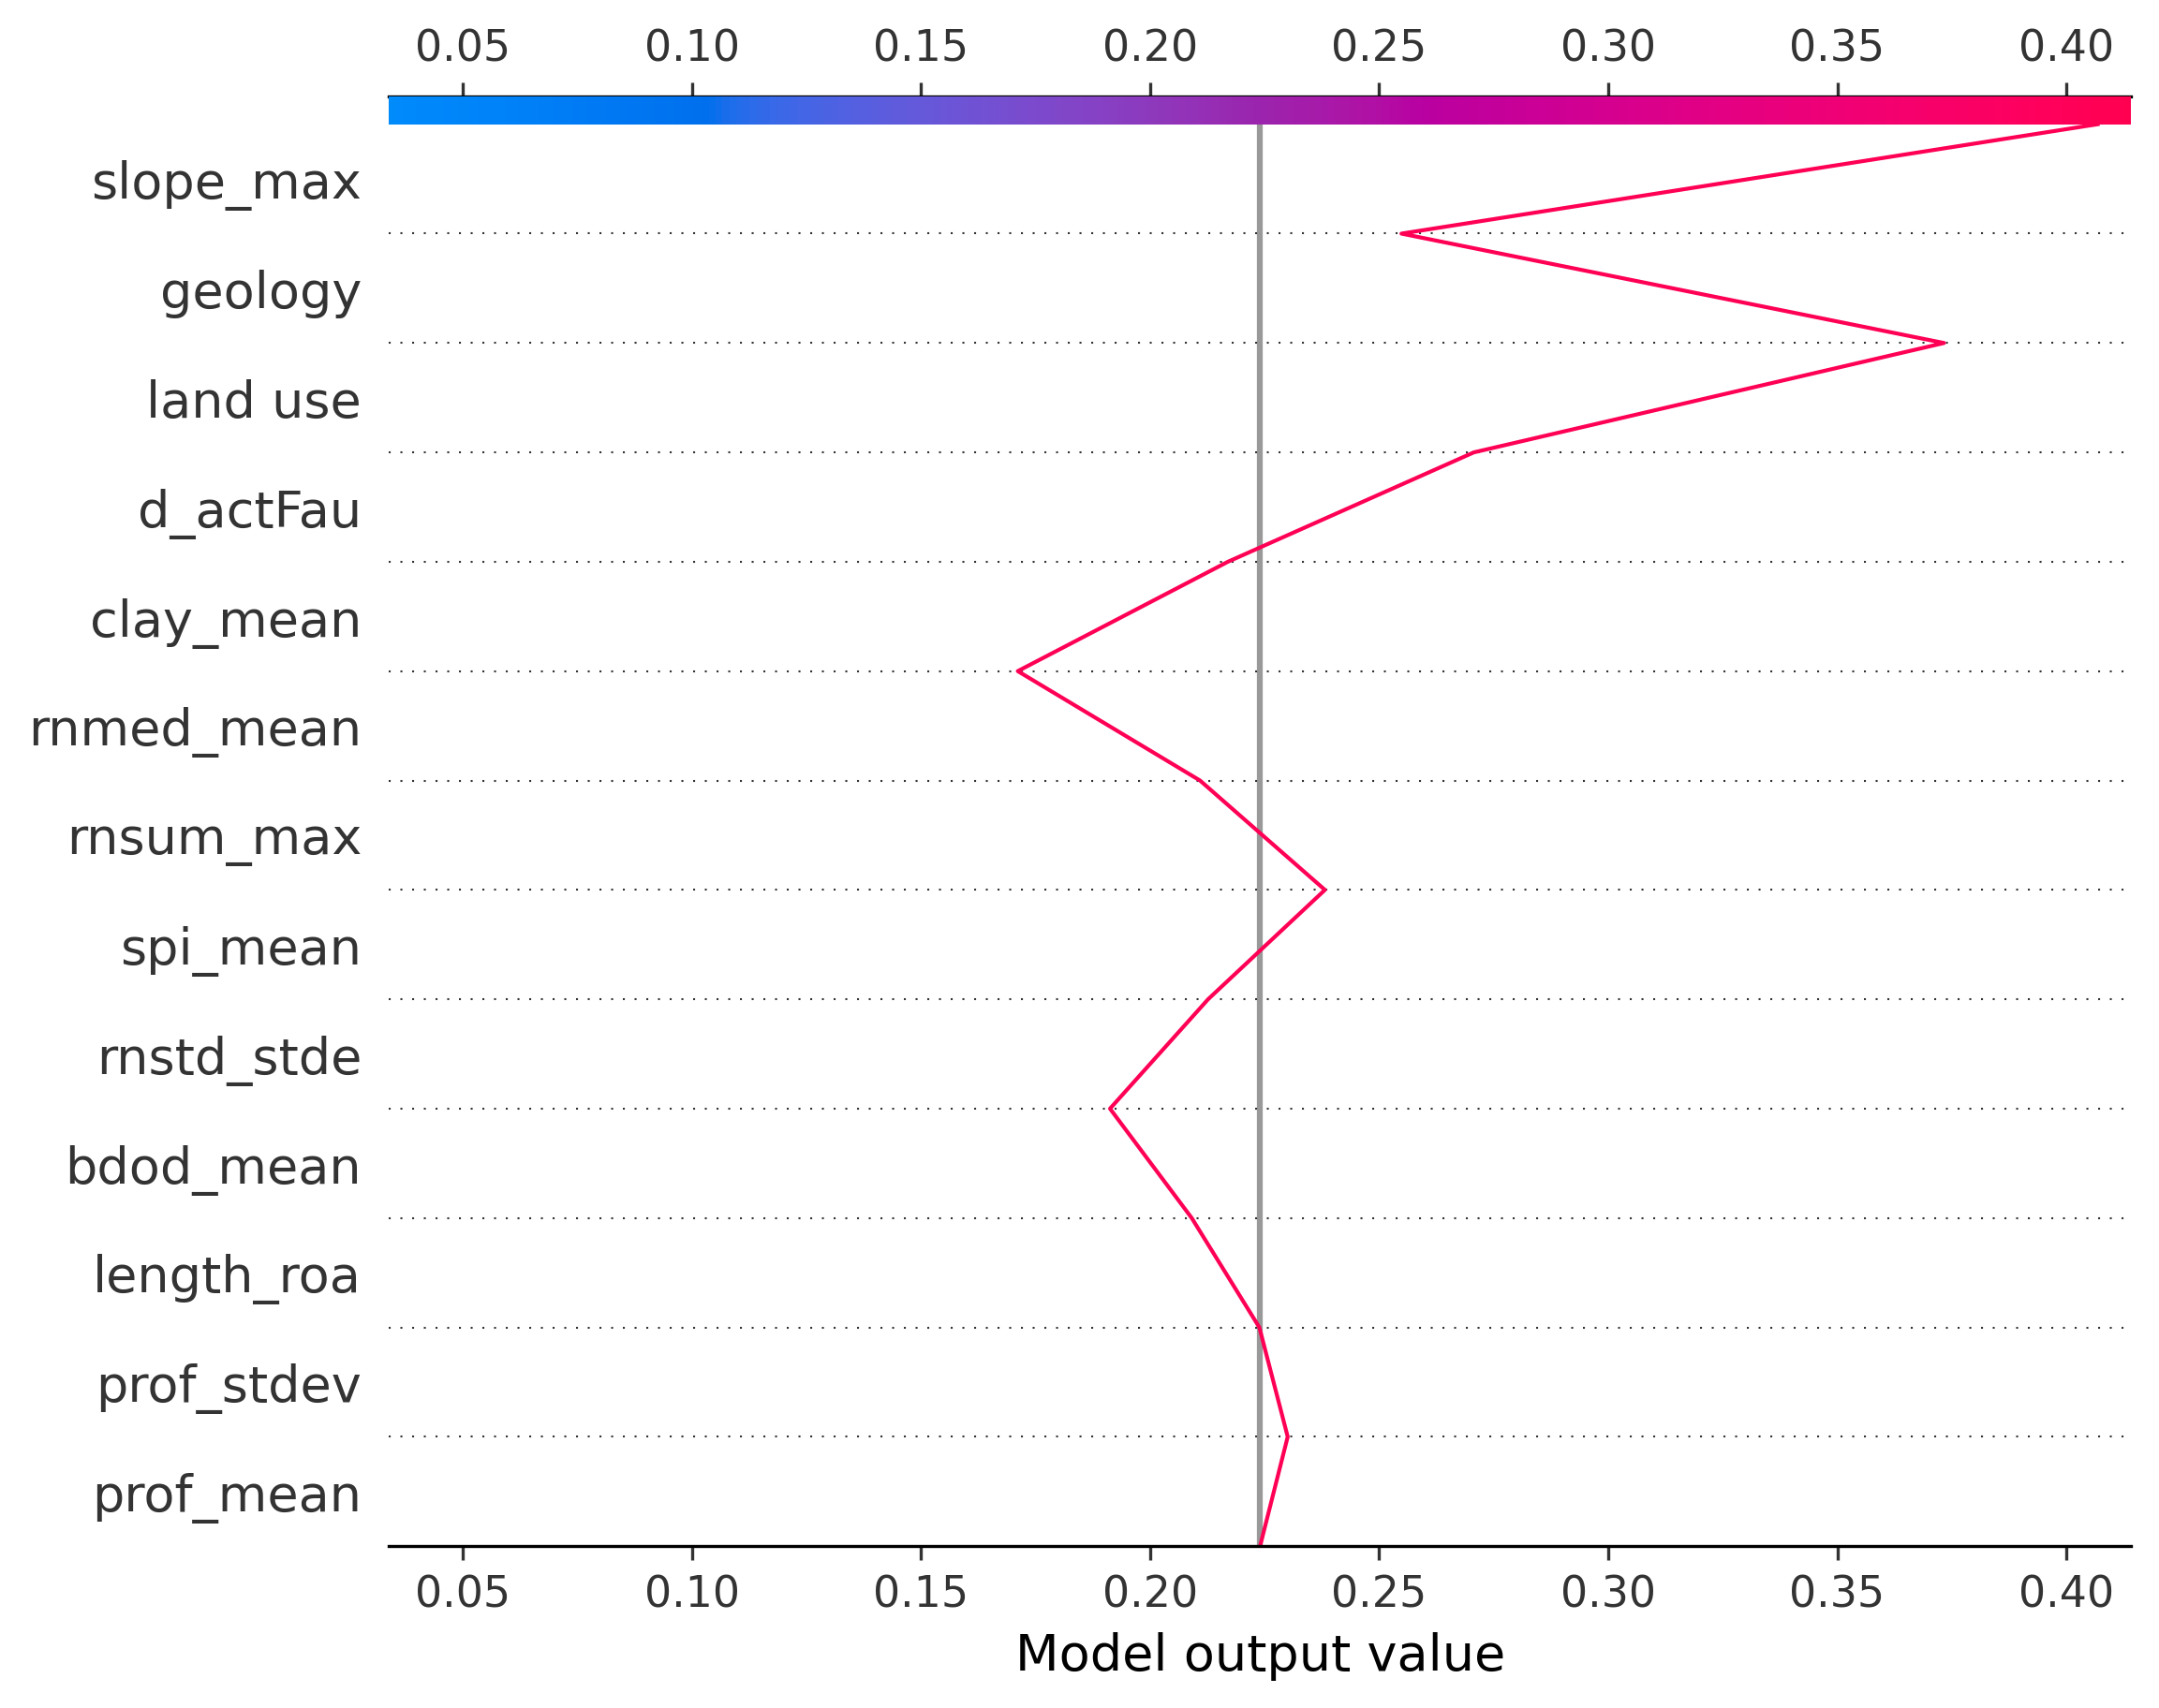 0.05 0.10 0.15 0.20 0.25 0.30 0.35 0.40
slope_max
geology
land use
d_actFau
clay_mean
rnmed_mean
rnsum_max
spi_mean
rnstd_stde
bdod_mean
length_roa
prof_stdev
prof_mean
0.05 0.10 0.15 0.20 0.25 0.30 0.35 0.40
Model output value